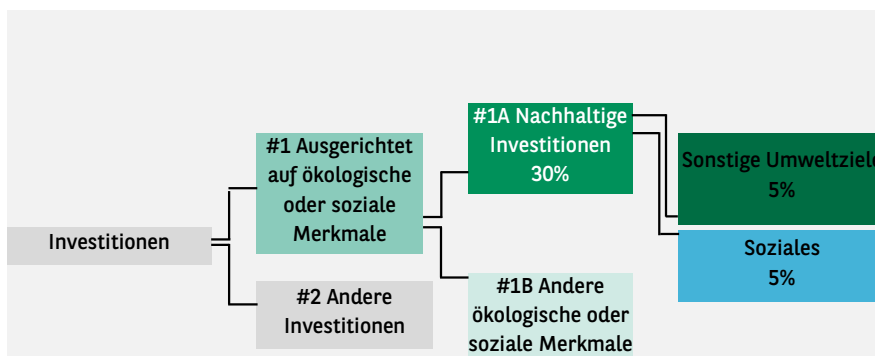 Investitionen
#1 Ausgerichtet
auf ökologische
oder soziale
Merkmale
#2 Andere
Investitionen
#1A Nachhaltige
Investitionen
30%
#1B Andere
ökologische oder
soziale Merkmale
Sonstige Umweltziele
5%
Soziales
5%